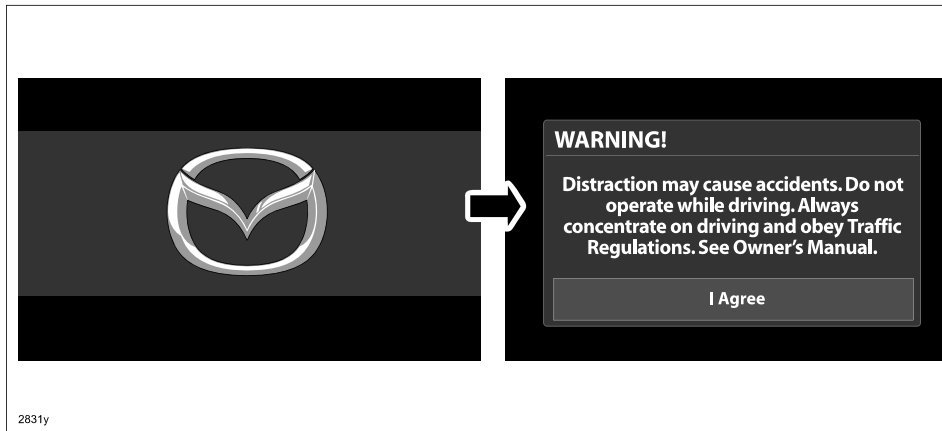 WARNING!
Distraction may cause accidents. Do not
operate while driving. Always
concentrate on driving and obey Traffic
Regulations. See Owner's Manual.
I Agree
2831y